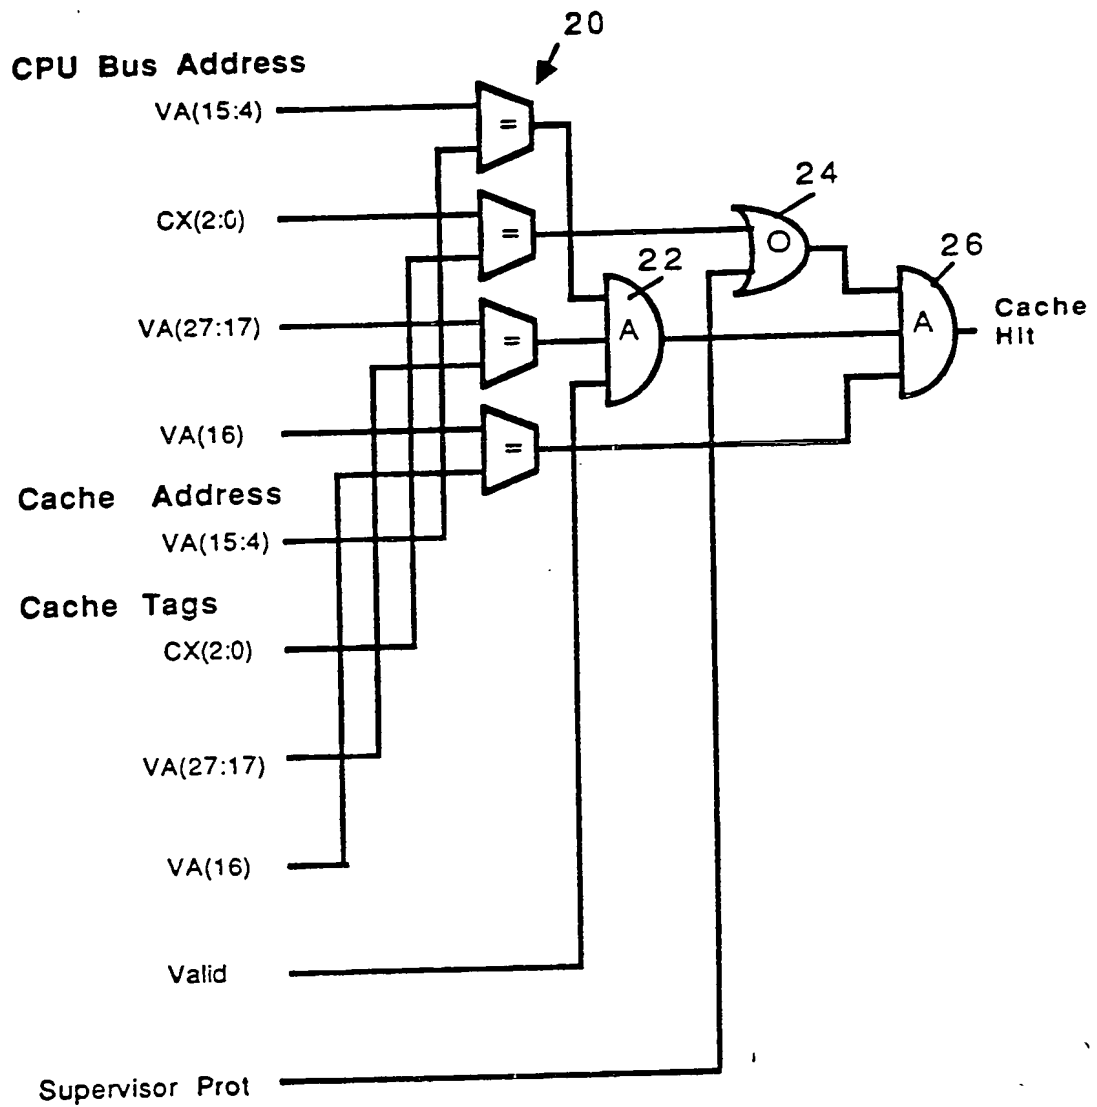 20
CPU Bus Address
VA(15:4)
=
CX(2:0)
=
24
O
22
A
26
A
Cache
Hit
VA(27:17)
=
VA(16)
=
Cache Address
VA(15:4)
Cache Tags
CX(2:0)
VA(27:17)
VA(16)
Valid
Supervisor Prot